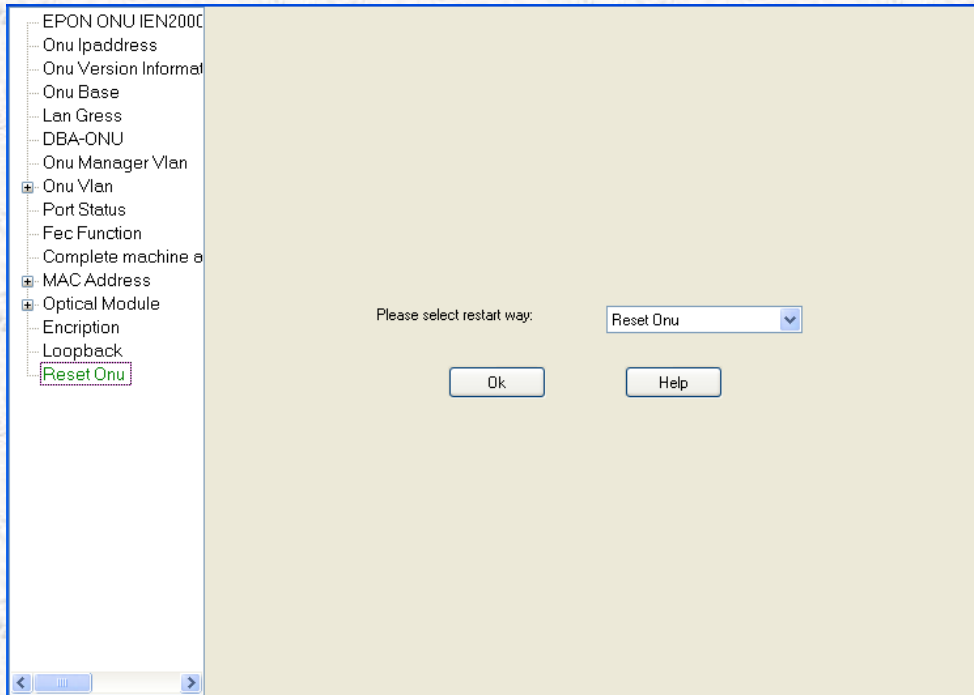 EPON ONU IEN200
Onu Ipaddress
Onu Version Informat
Onu Base
Lan Gress
DBA-ONU
Onu Manager Vlan
Onu Vlan
Port Status
Fec Function
Complete machine a
MAC Address
Optical Module
Encription
Loopback
Reset Onu
Please select restart way:
Reset Onu
Ok
Help